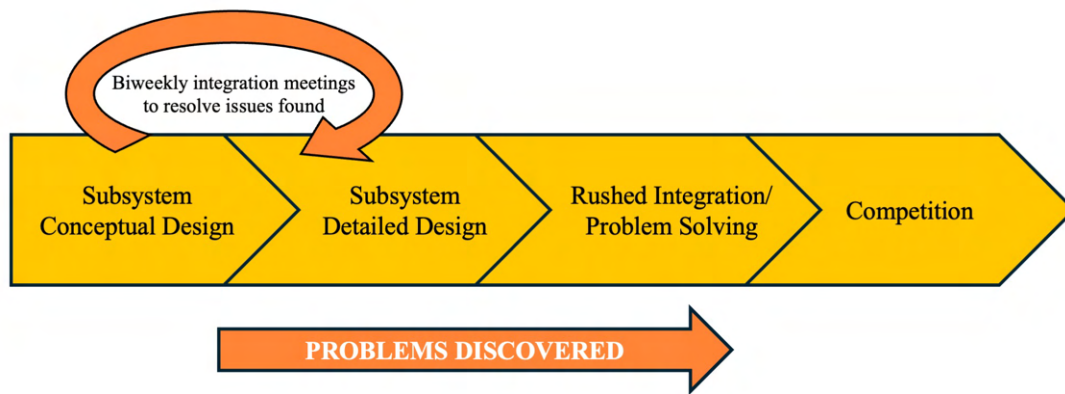 Biweekly integration meetings
to resolve issues found
Subsystem
Conceptual Design
Subsystem
Detailed Design
Rushed Integration/
Problem Solving
Competition
PROBLEMS DISCOVERED